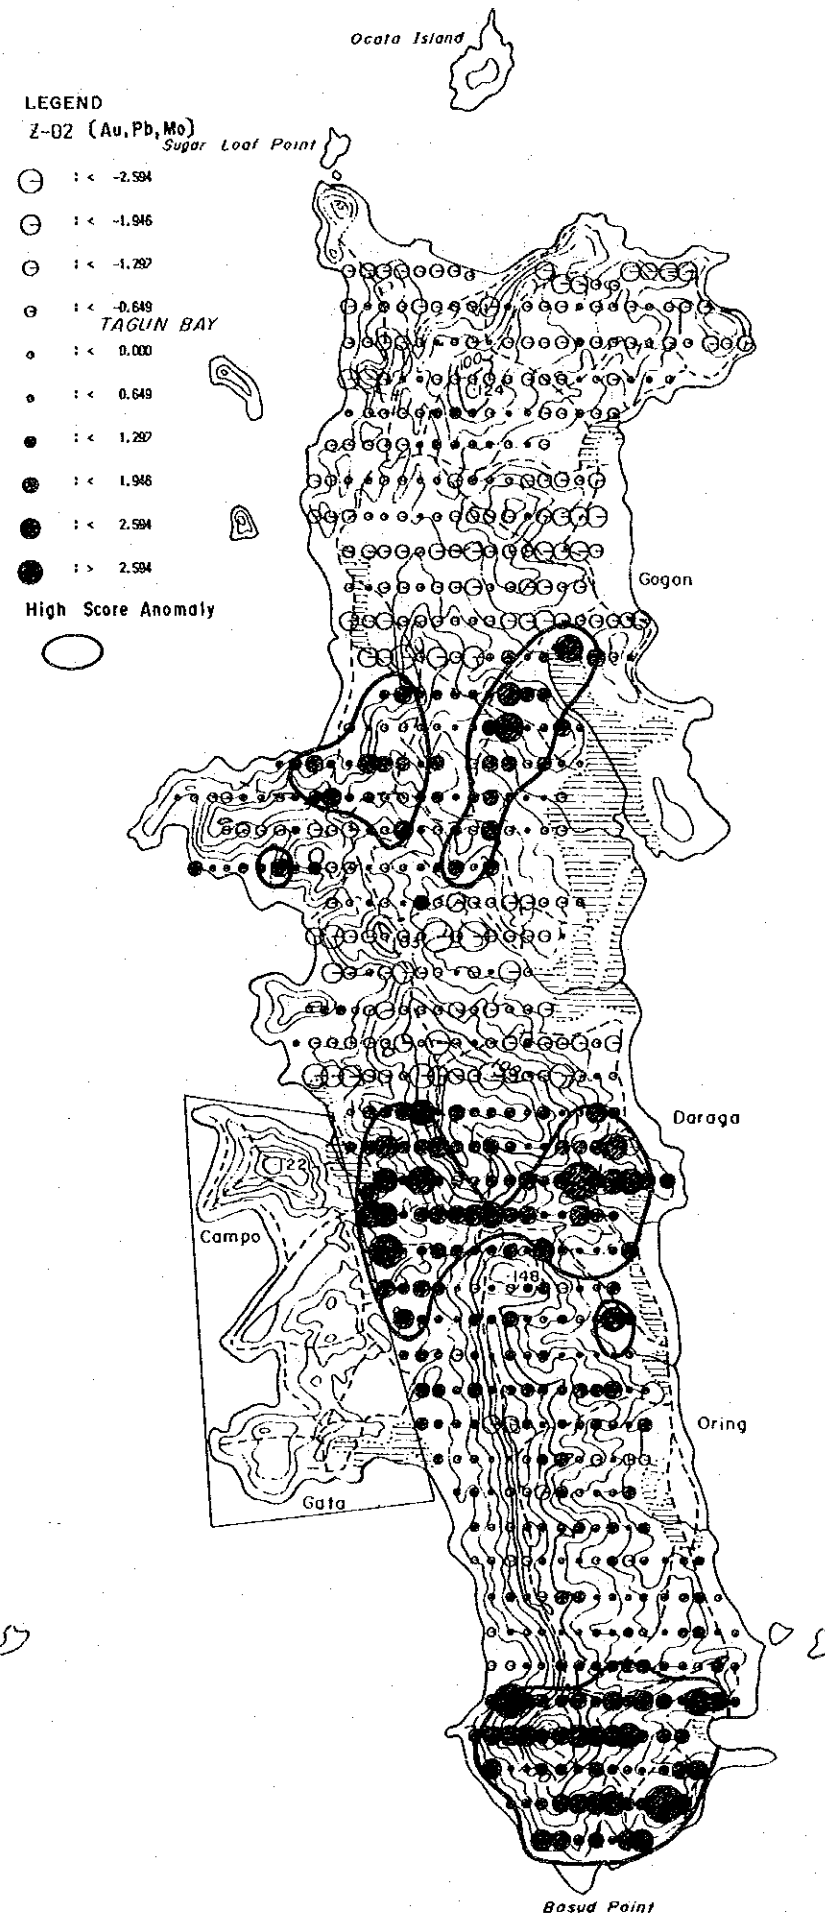 Ocata Island
LEGEND
Z-02 (Au,Pb,Mo)
Sugar Loaf Point
: < -2.594
: < -1.946
: < -1.297
: < -0.649
TAGUN BAY
: < 0.000
: < 0.649
: < 1.297
: < 1.946
: < 2.594
: > 2.594
High Score Anomaly
100
124
Gogon
103
Daraga
122
Campo
148
Oring
Gata
Basud Point